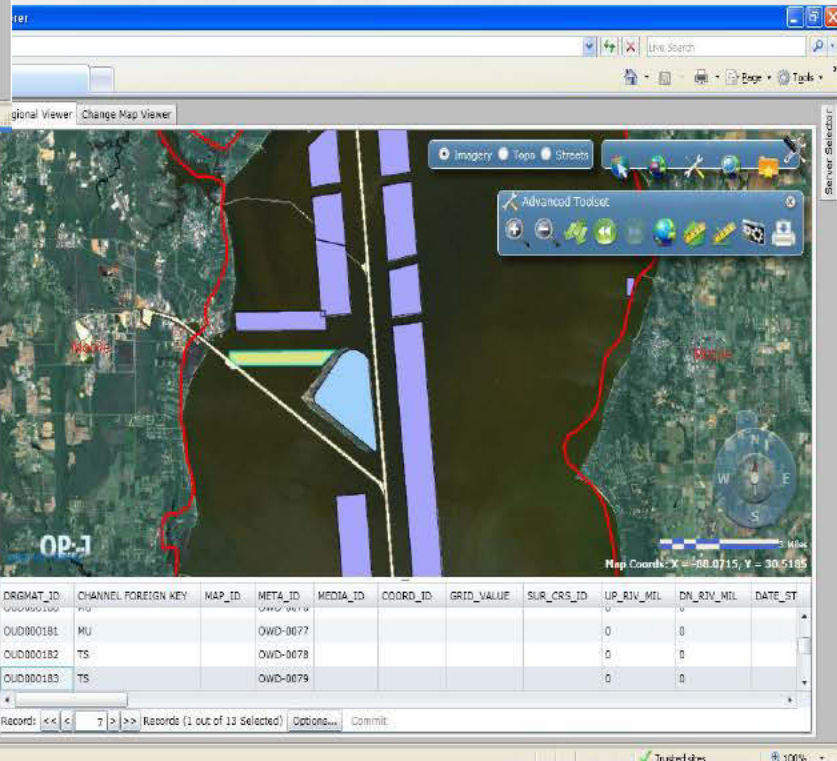 rer
Live Search
Page Tools
gional Viewer Change Map Viewer
Server Selector
Imagery Topo Streets
Advanced Toolset
Mobile
N
W E
S
OP-J
3 Miles
Map Coords: X = -88.0715, Y = 30.5185
DRGMAT_ID CHANNEL FOREIGN KEY MAP_ID META_ID MEDIA_ID COORD_ID GRID_VALUE SUR_CRS_ID UP_RIV_MIL DN_RIV_MIL DATE_ST
OUD000181 MU OWD-0077 0 0
OUD000182 TS OWD-0078 0 0
OUD000183 TS OWD-0079 0 0
Record: << < 7 > >> Records (1 out of 13 Selected) Options... Commit
Trusted sites 100%